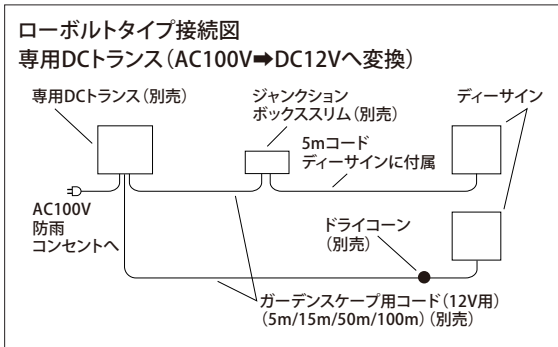 ローボルトタイプ接続図
専用DCトランス（AC100V➡DC12Vへ変換）
専用DCトランス（別売）
ジャンクション
ボックススリム（別売）
ディーサイン
5mコード
ディーサインに付属
AC100V
防雨
コンセントへ
ドライコーン
（別売）
ガーデンスケープ用コード（12V用）
（5m/15m/50m/100m）（別売）